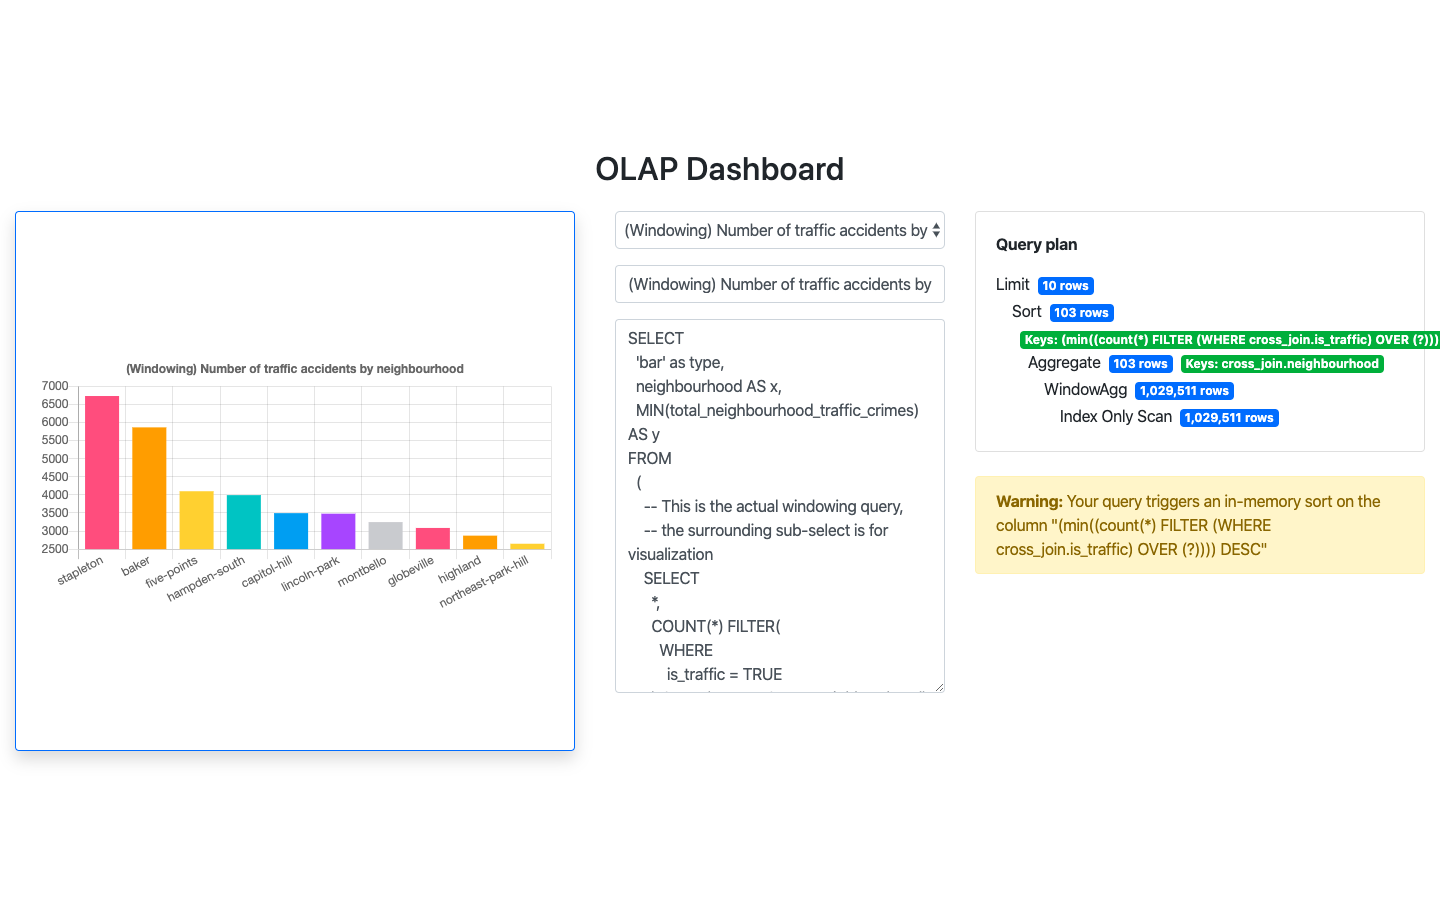 OLAP Dashboard
(Windowing) Number of traffic accidents by neighbourhood
7000
6500
6000
5500
5000
4500
4000
3500
3000
2500
stapleton
baker
five-points
hampden-south
capitol-hill
lincoln-park
montbello
globeville
highland
northeast-park-hill
(Windowing) Number of traffic accidents by
(Windowing) Number of traffic accidents by
SELECT
'bar' as type,
neighbourhood AS x,
MIN(total_neighbourhood_traffic_crimes)
AS y
FROM
(
-- This is the actual windowing query,
-- the surrounding sub-select is for
visualization
SELECT
*,
COUNT(*) FILTER(
WHERE
is_traffic = TRUE
Query plan
Limit 10 rows
Sort 103 rows
Keys: (min((count(*) FILTER (WHERE cross_join.is_traffic) OVER (?))))
Aggregate 103 rows Keys: cross_join.neighbourhood
WindowAgg 1,029,511 rows
Index Only Scan 1,029,511 rows
Warning: Your query triggers an in-memory sort on the
column "(min((count(*) FILTER (WHERE
cross_join.is_traffic) OVER (?)))) DESC"